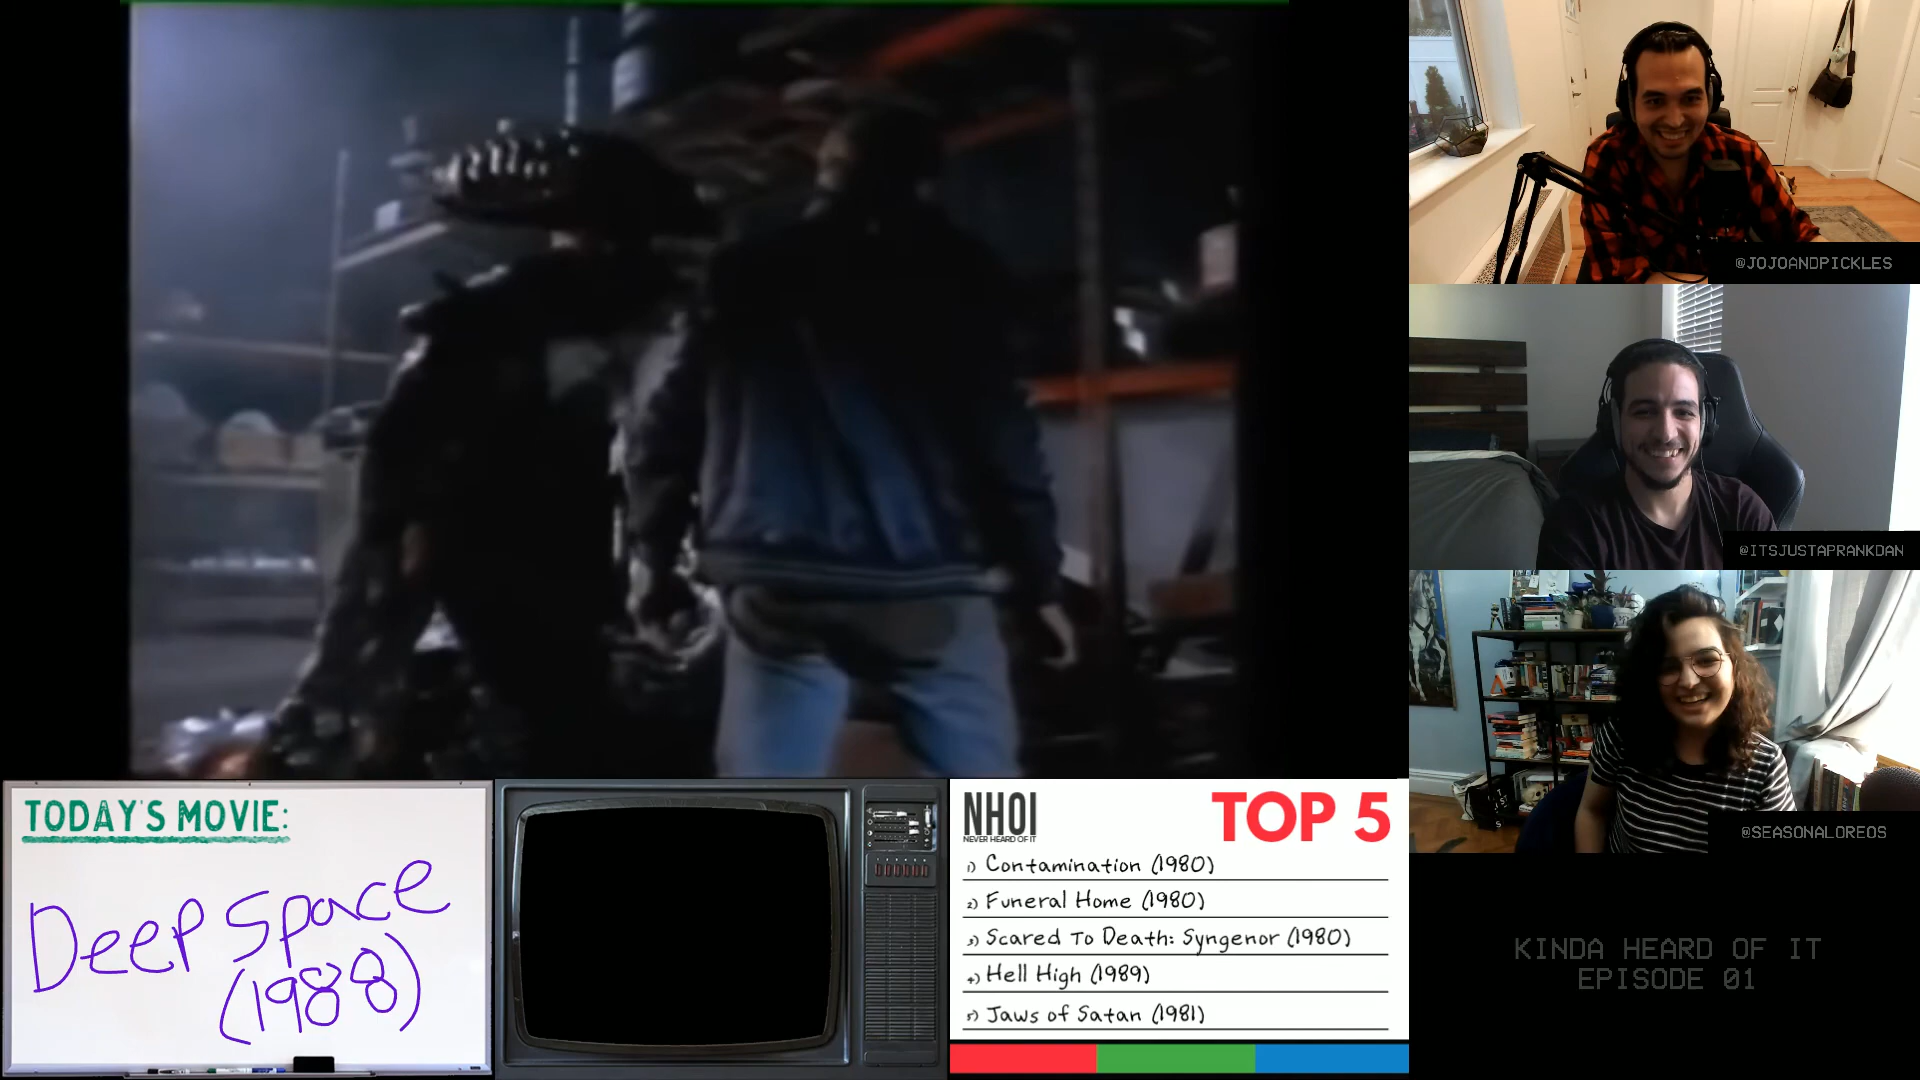 @JOJOANDPICKLES
@ITSJUSTAPRANKDAN
@SEASONALOREOS
TODAY'S MOVIE:
Deep Space
(1988)
NHOI
NEVER HEARD OF IT
TOP 5
1) Contamination (1980)
2) Funeral Home (1980)
3) Scared To Death: Syngenor (1980)
4) Hell High (1989)
5) Jaws of Satan (1981)
KINDA HEARD OF IT
EPISODE 01